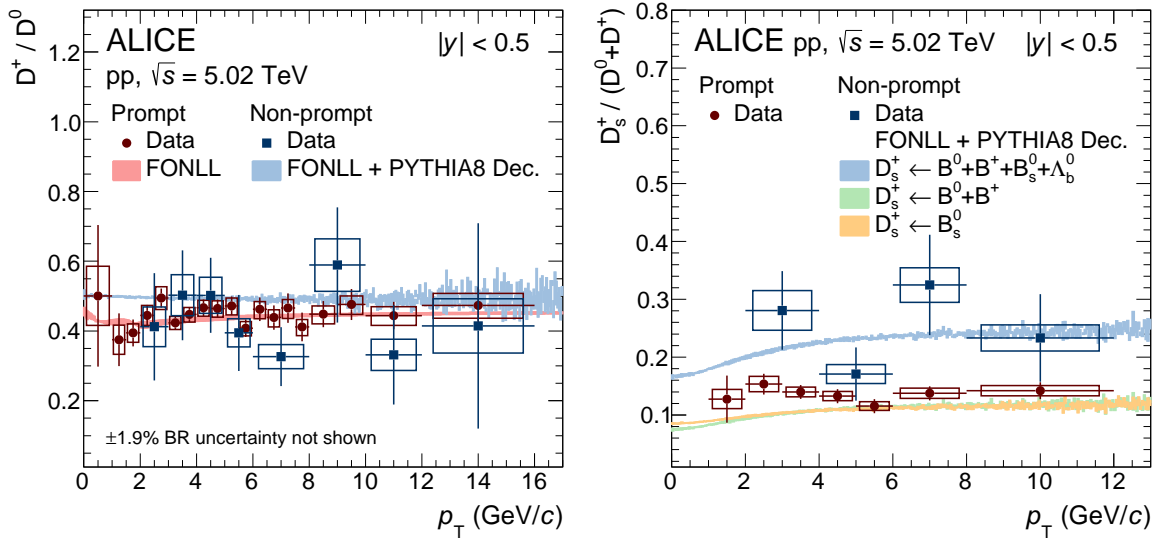 D⁺ / D⁰
1.2
1.0
0.8
0.6
0.4
0.2
ALICE
|y| < 0.5
pp, √s = 5.02 TeV
Prompt
Non-prompt
Data
Data
FONLL
FONLL + PYTHIA8 Dec.
±1.9% BR uncertainty not shown
0 2 4 6 8 10 12 14 16
p_T (GeV/c)
D_s⁺ / (D⁰+D⁺)
0.8
0.7
0.6
0.5
0.4
0.3
0.2
0.1
ALICE pp, √s = 5.02 TeV
|y| < 0.5
Prompt
Non-prompt
Data
Data
FONLL + PYTHIA8 Dec.
D_s⁺ ← B⁰+B⁺+B_s⁰+Λ_b⁰
D_s⁺ ← B⁰+B⁺
D_s⁺ ← B_s⁰
0 2 4 6 8 10 12
p_T (GeV/c)